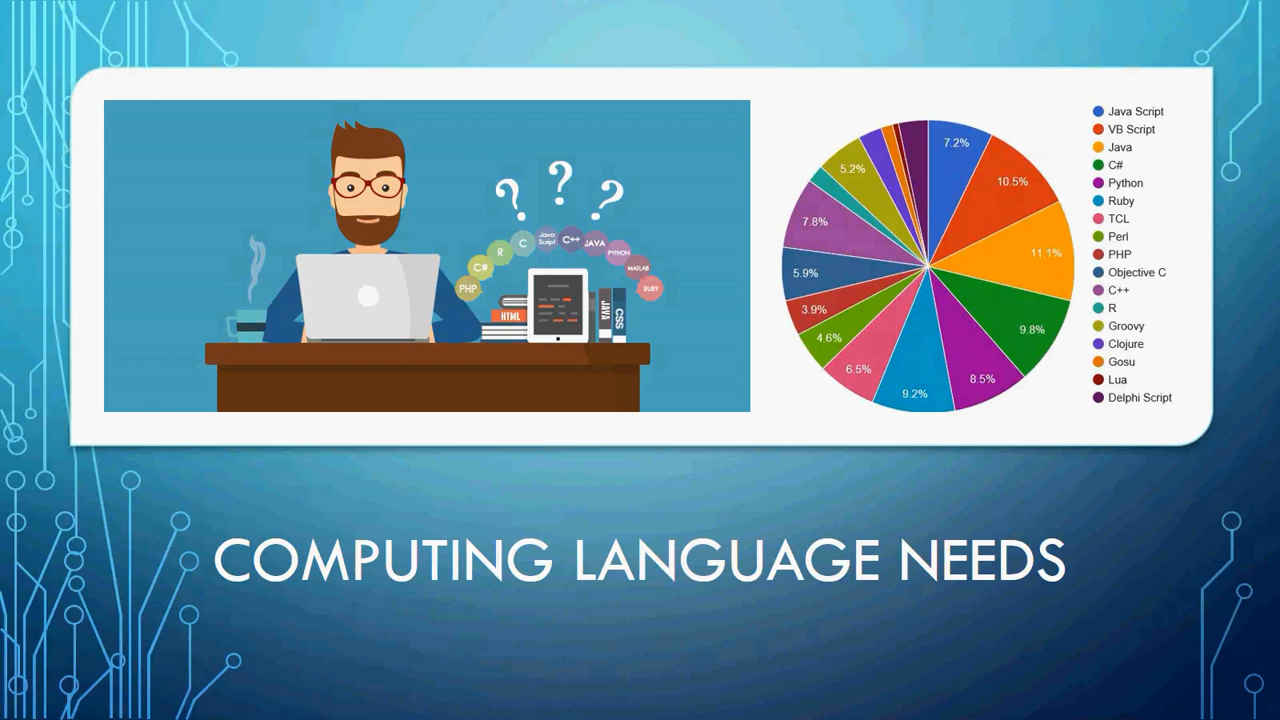 ? ? ?
PHP
C#
R
C
Java
Script
C++
JAVA
PYTHON
MATLAB
RUBY
HTML
JAVA
CSS
7.2%
10.5%
11.1%
9.8%
8.5%
9.2%
6.5%
4.6%
3.9%
5.9%
7.8%
5.2%
Java Script
VB Script
Java
C#
Python
Ruby
TCL
Perl
PHP
Objective C
C++
R
Groovy
Clojure
Gosu
Lua
Delphi Script
COMPUTING LANGUAGE NEEDS